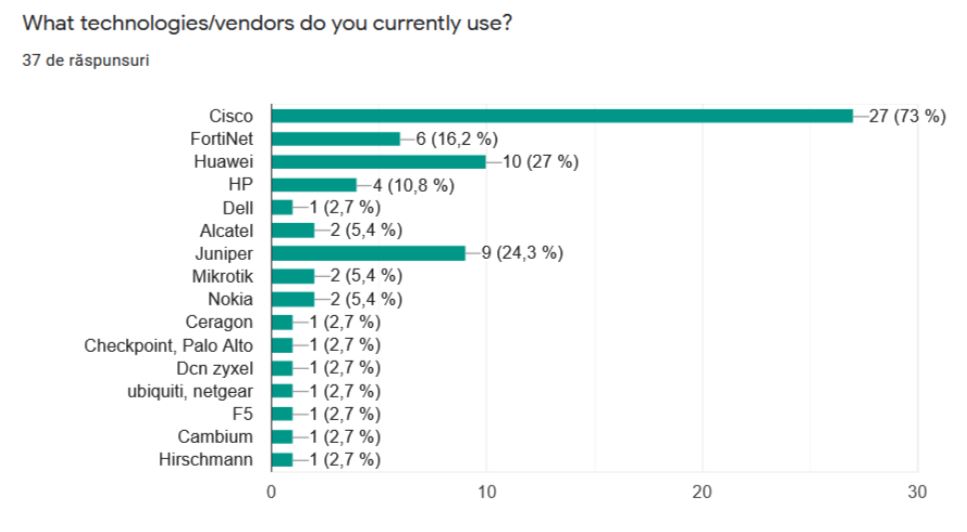 What technologies/vendors do you currently use?
37 de răspunsuri
Cisco 27 (73 %)
FortiNet 6 (16,2 %)
Huawei 10 (27 %)
HP 4 (10,8 %)
Dell 1 (2,7 %)
Alcatel 2 (5,4 %)
Juniper 9 (24,3 %)
Mikrotik 2 (5,4 %)
Nokia 2 (5,4 %)
Ceragon 1 (2,7 %)
Checkpoint, Palo Alto 1 (2,7 %)
Dcn zyxel 1 (2,7 %)
ubiquiti, netgear 1 (2,7 %)
F5 1 (2,7 %)
Cambium 1 (2,7 %)
Hirschmann 1 (2,7 %)
0 10 20 30